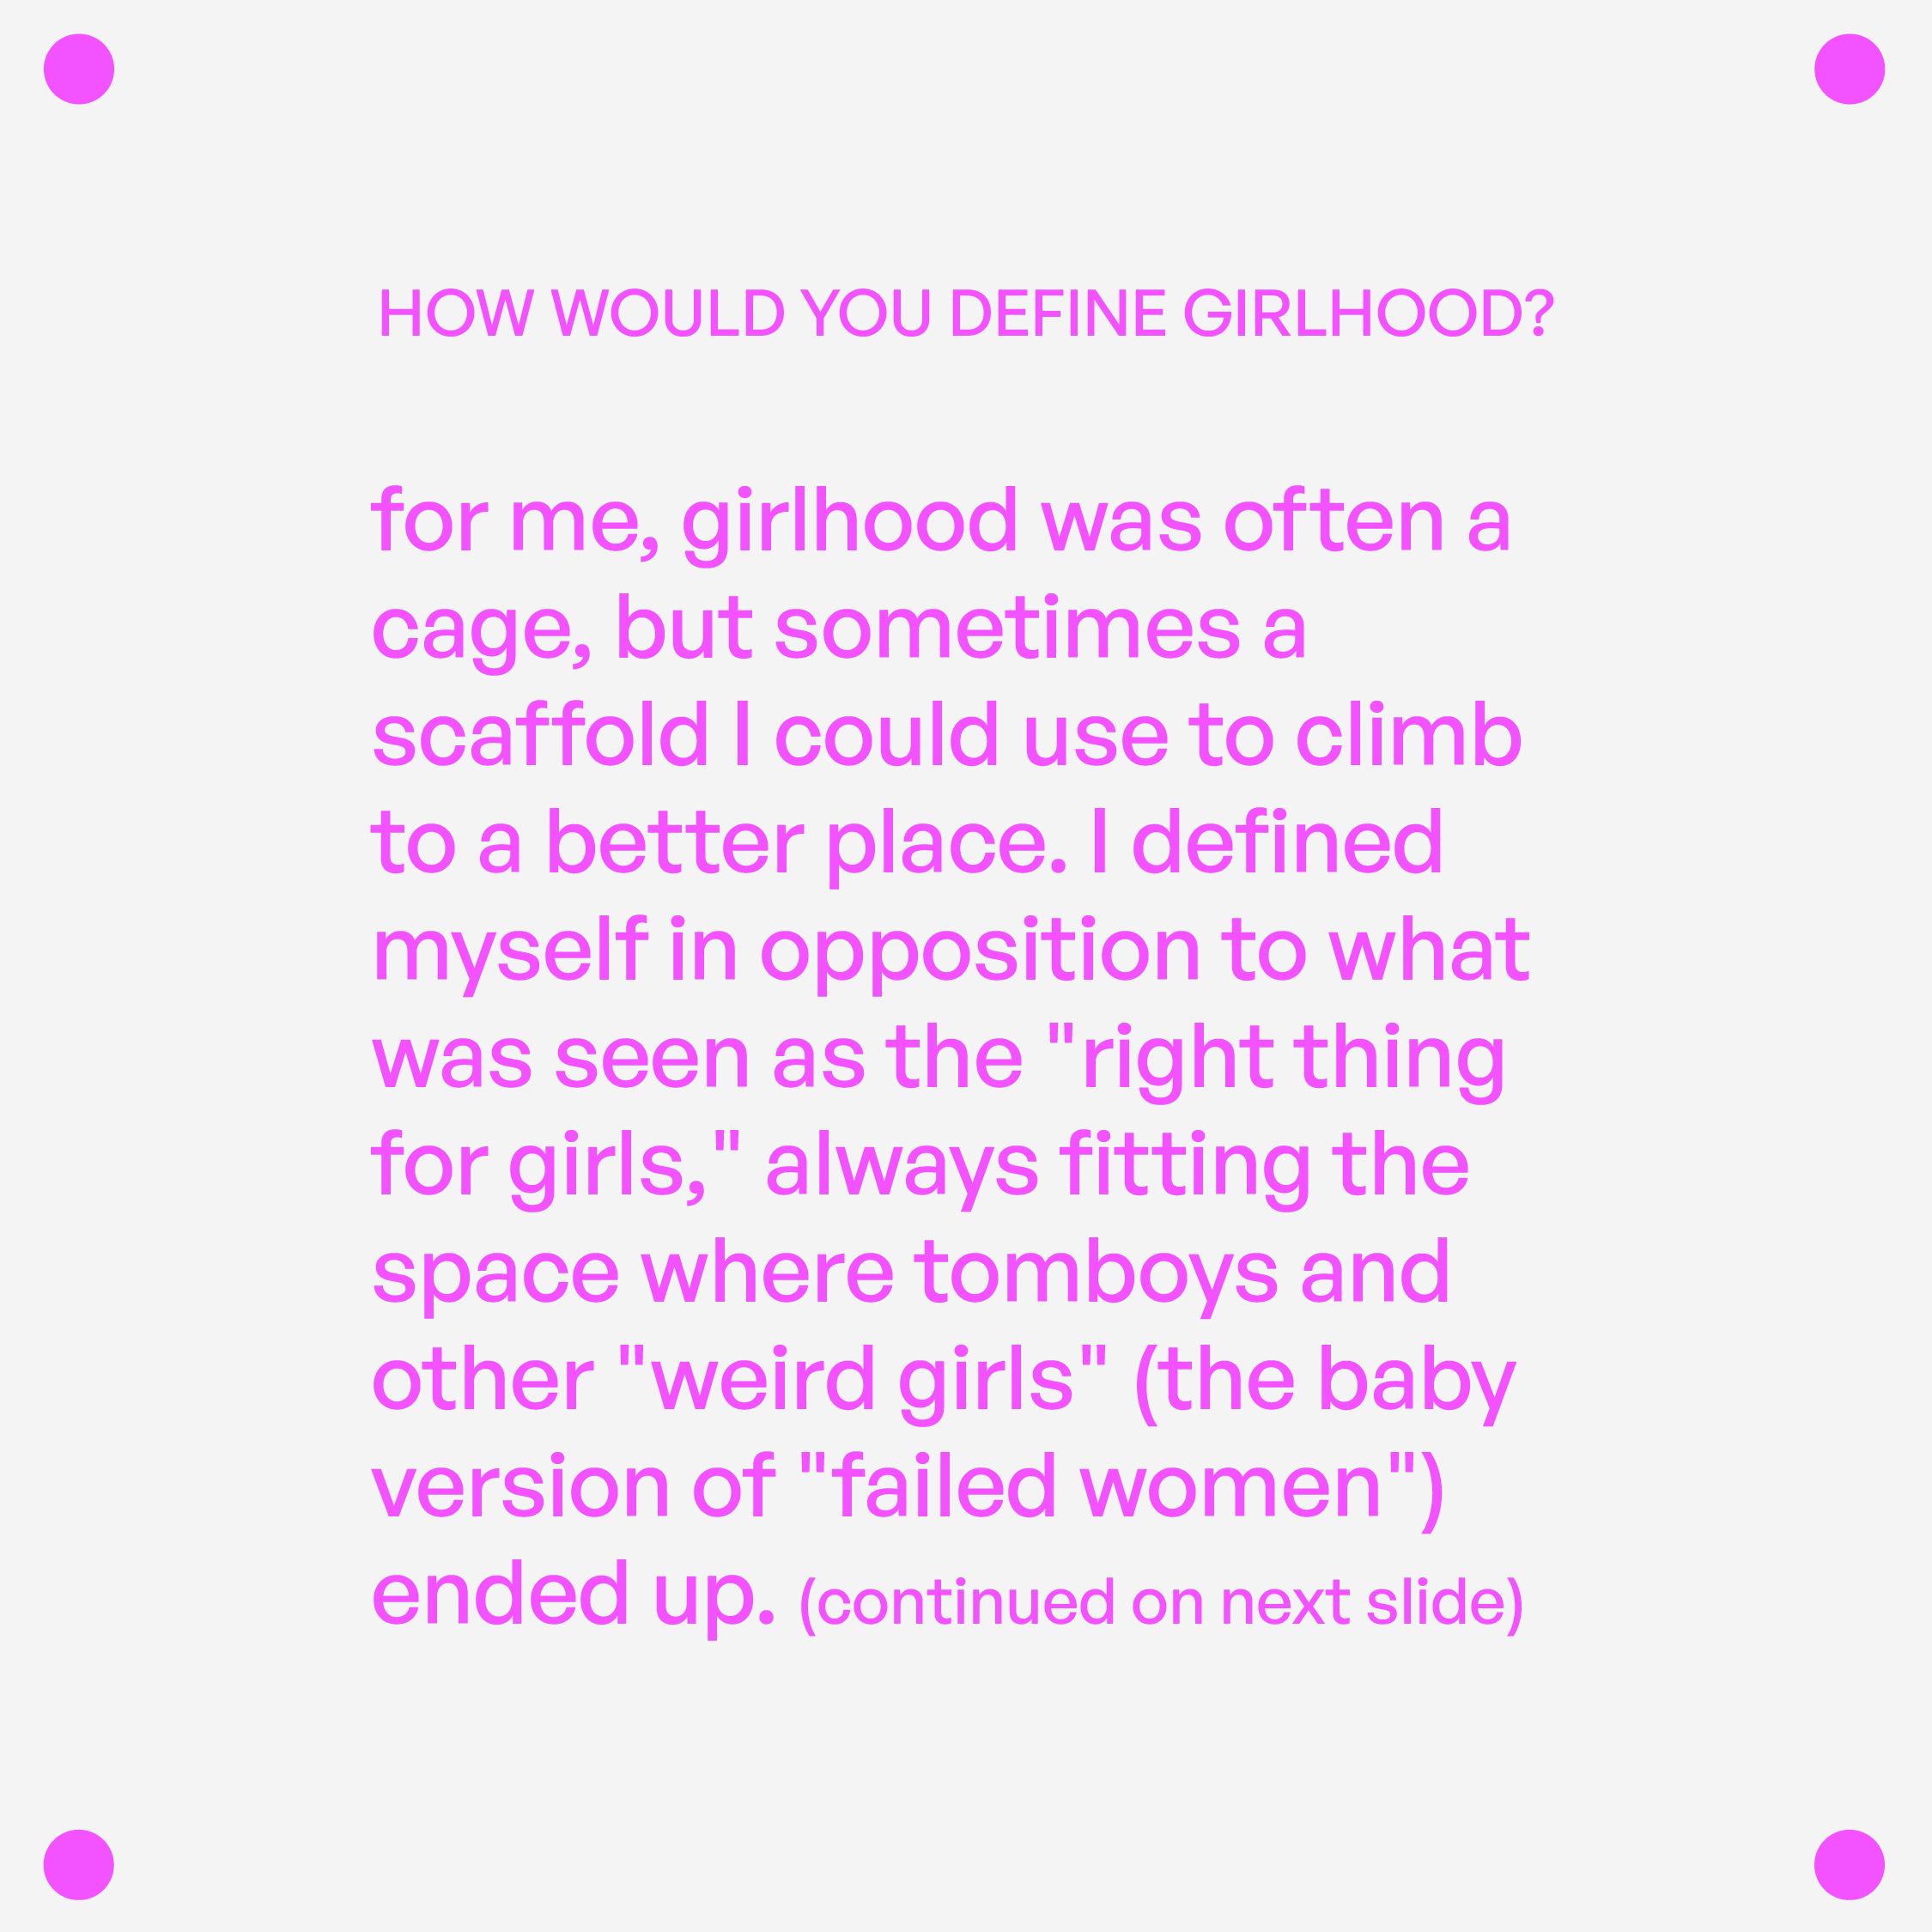 HOW WOULD YOU DEFINE GIRLHOOD?
for me, girlhood was often a
cage, but sometimes a
scaffold I could use to climb
to a better place. I defined
myself in opposition to what
was seen as the "right thing
for girls," always fitting the
space where tomboys and
other "weird girls" (the baby
version of "failed women")
ended up. (continued on next slide)